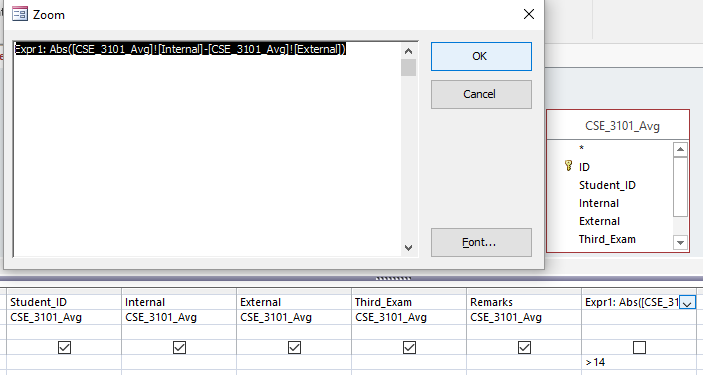 Zoom
Expr1: Abs([CSE_3101_Avg]![Internal]-[CSE_3101_Avg]![External])
OK
Cancel
Font...
CSE_3101_Avg
*
ID
Student_ID
Internal
External
Third_Exam
Student_ID Internal External Third_Exam Remarks Expr1: Abs([CSE_31
CSE_3101_Avg CSE_3101_Avg CSE_3101_Avg CSE_3101_Avg CSE_3101_Avg
>14